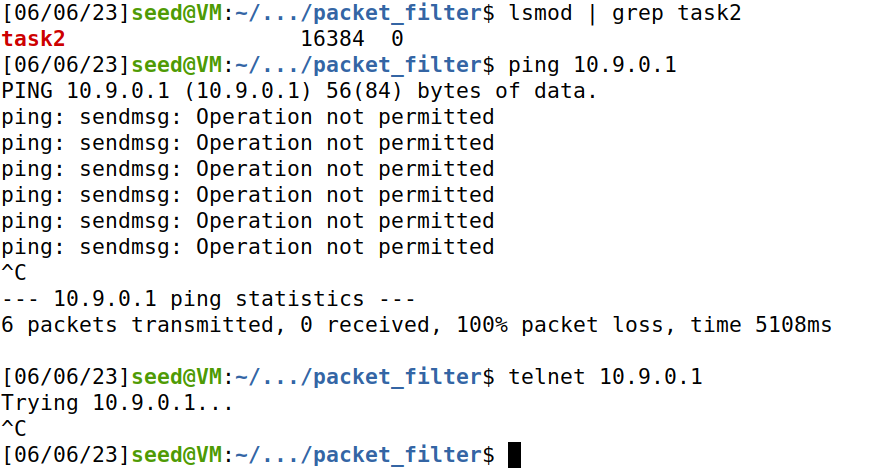 [06/06/23]seed@VM:~/.../packet_filter$ lsmod | grep task2
task2                  16384  0
[06/06/23]seed@VM:~/.../packet_filter$ ping 10.9.0.1
PING 10.9.0.1 (10.9.0.1) 56(84) bytes of data.
ping: sendmsg: Operation not permitted
ping: sendmsg: Operation not permitted
ping: sendmsg: Operation not permitted
ping: sendmsg: Operation not permitted
ping: sendmsg: Operation not permitted
ping: sendmsg: Operation not permitted
^C
--- 10.9.0.1 ping statistics ---
6 packets transmitted, 0 received, 100% packet loss, time 5108ms

[06/06/23]seed@VM:~/.../packet_filter$ telnet 10.9.0.1
Trying 10.9.0.1...
^C
[06/06/23]seed@VM:~/.../packet_filter$